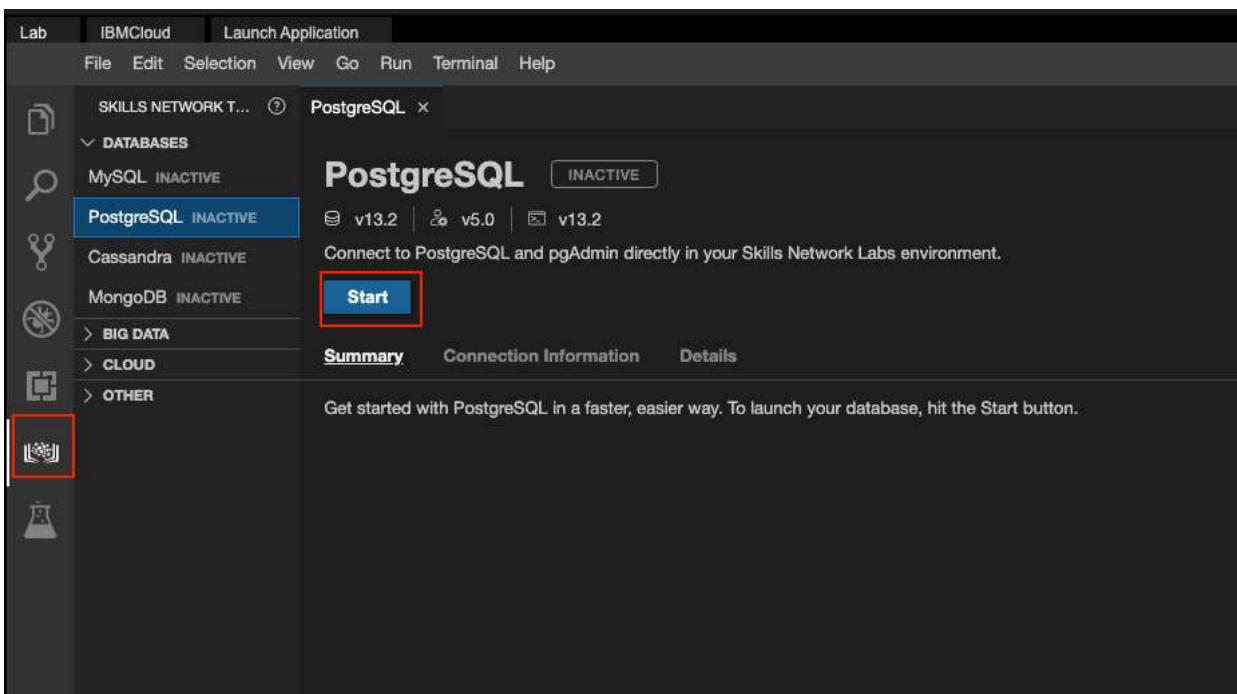 Lab IBMCloud Launch Application
File Edit Selection View Go Run Terminal Help
SKILLS NETWORK T... PostgreSQL ×
DATABASES
MySQL INACTIVE
PostgreSQL INACTIVE
Cassandra INACTIVE
MongoDB INACTIVE
BIG DATA
CLOUD
OTHER
PostgreSQL INACTIVE
v13.2 v5.0 v13.2
Connect to PostgreSQL and pgAdmin directly in your Skills Network Labs environment.
Start
Summary Connection Information Details
Get started with PostgreSQL in a faster, easier way. To launch your database, hit the Start button.